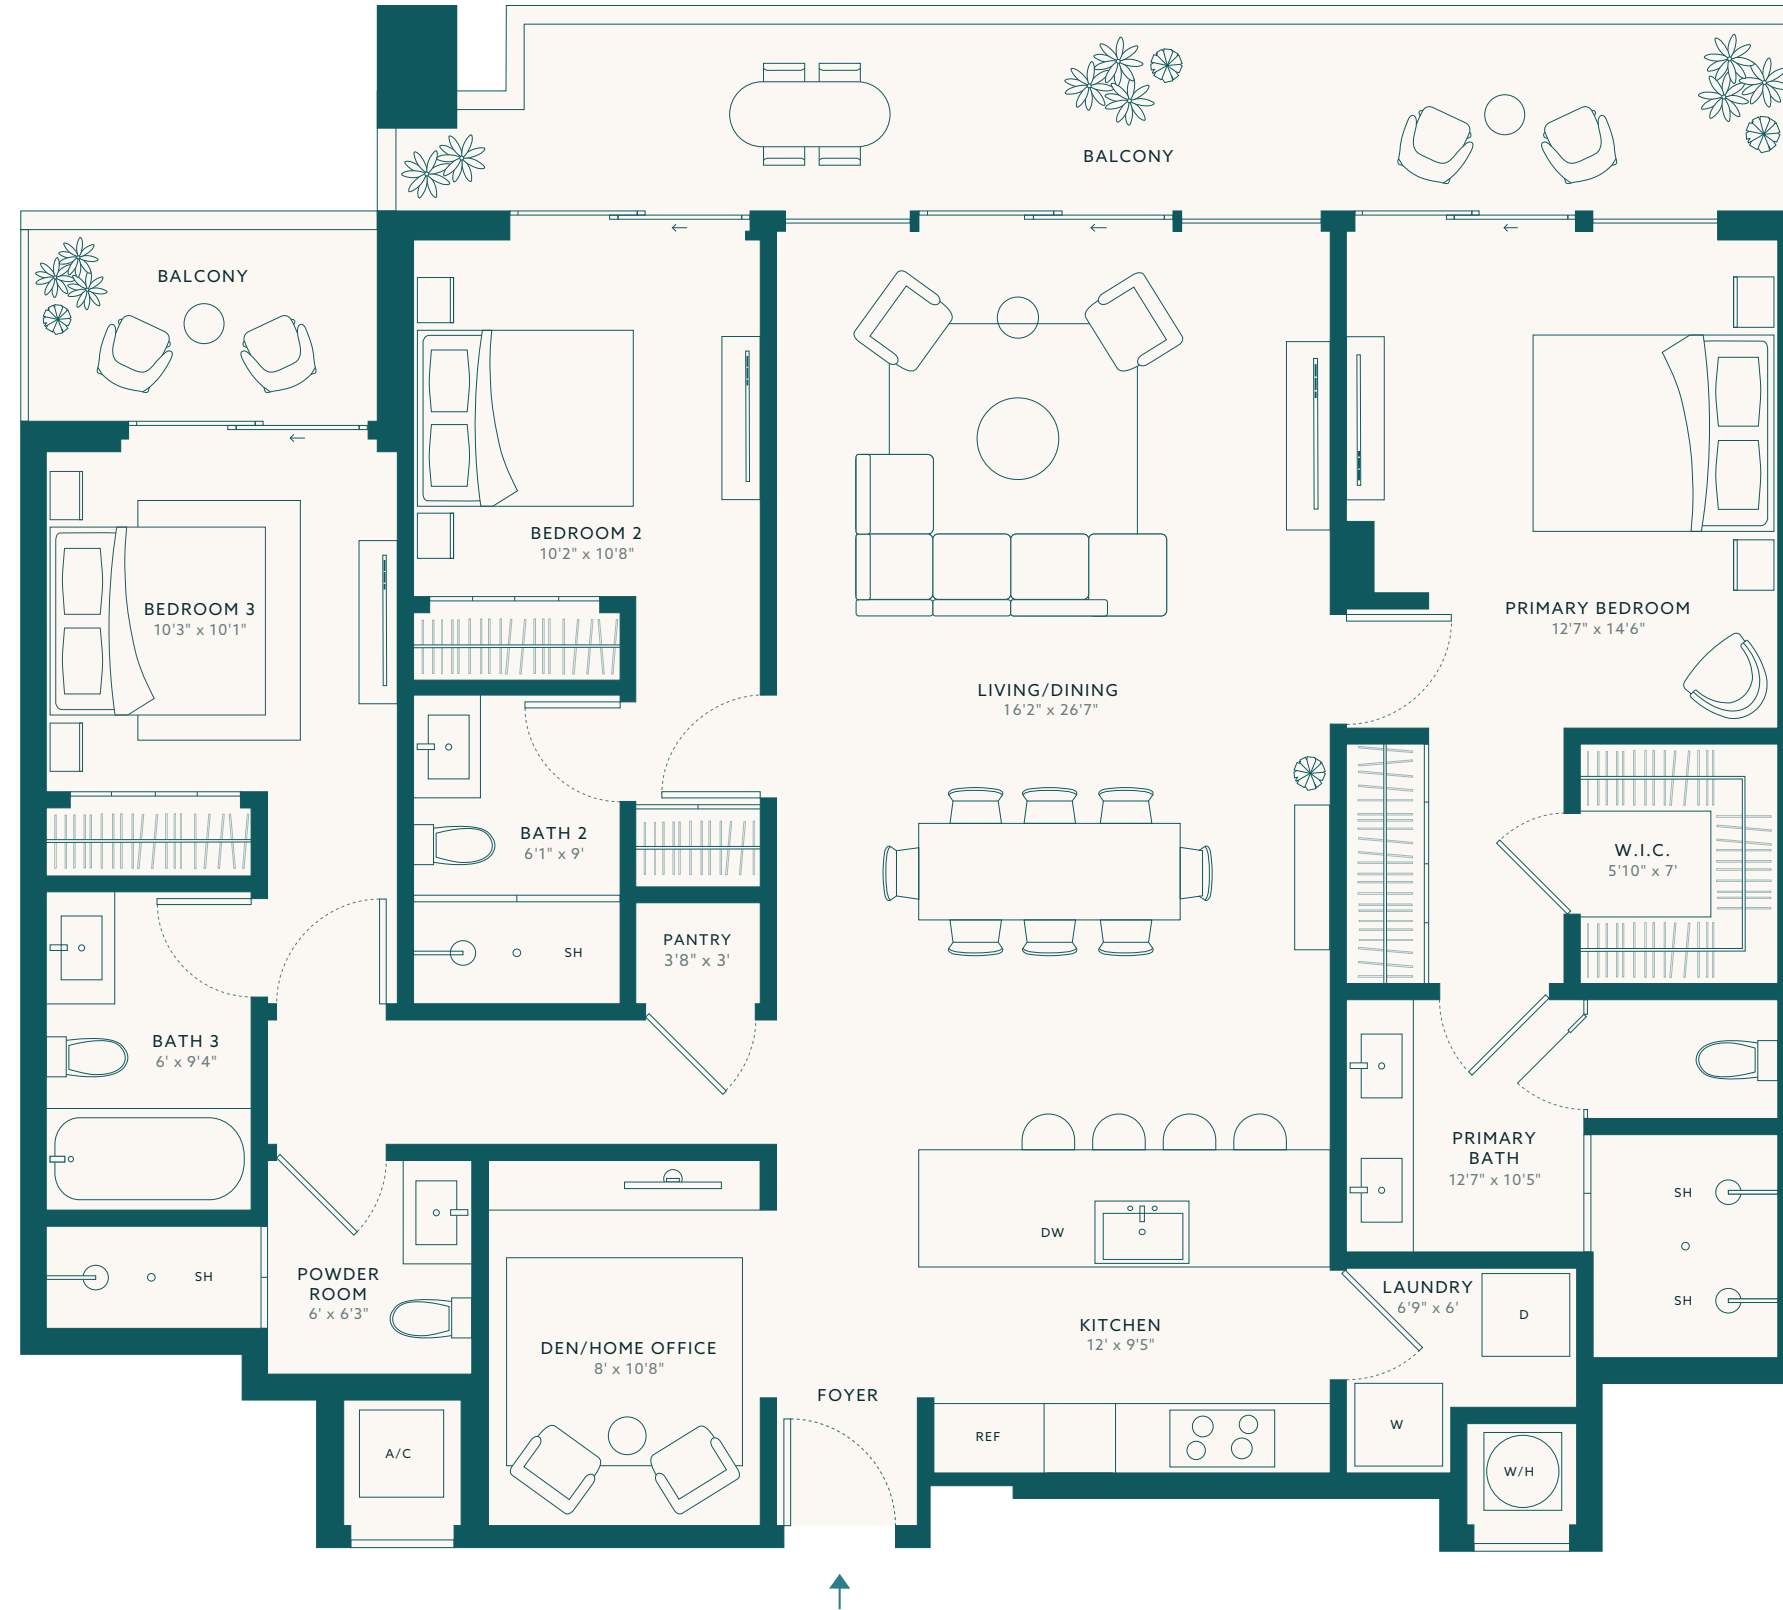 BALCONY
BALCONY
BEDROOM 2
10'2" x 10'8"
BEDROOM 3
10'3" x 10'1"
PRIMARY BEDROOM
12'7" x 14'6"
LIVING/DINING
16'2" x 26'7"
BATH 2
6'1" x 9'
W.I.C.
5'10" x 7'
PANTRY
3'8" x 3'
SH
BATH 3
6' x 9'4"
PRIMARY
BATH
12'7" x 10'5"
SH
DW
SH
POWDER
ROOM
6' x 6'3"
LAUNDRY
6'9" x 6'
SH
D
KITCHEN
12' x 9'5"
DEN/HOME OFFICE
8' x 10'8"
FOYER
W
REF
A/C
W/H